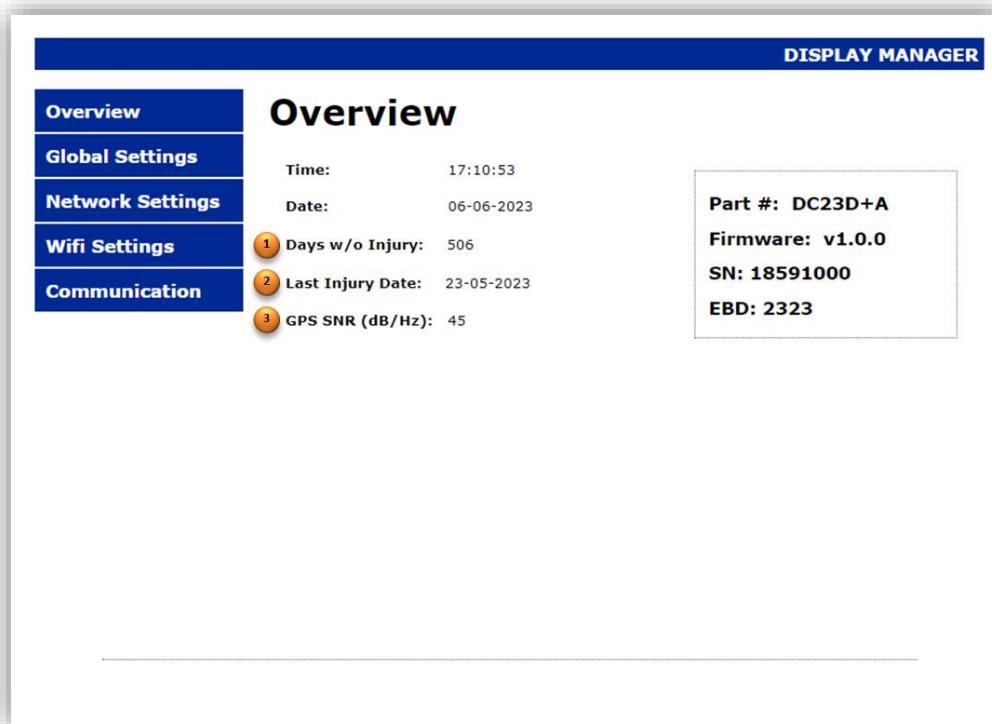 DISPLAY MANAGER
Overview
Global Settings
Network Settings
Wifi Settings
Communication
Overview
Time: 17:10:53
Date: 06-06-2023
1 Days w/o Injury: 506
2 Last Injury Date: 23-05-2023
3 GPS SNR (dB/Hz): 45
Part #: DC23D+A
Firmware: v1.0.0
SN: 18591000
EBD: 2323